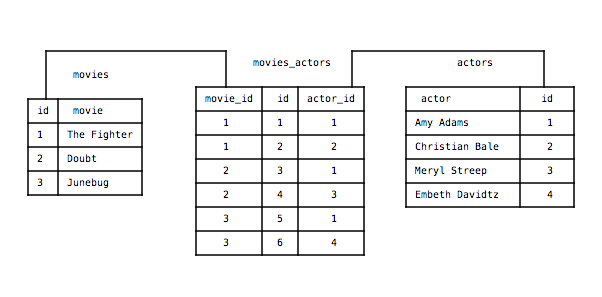 movies
id movie
1 The Fighter
2 Doubt
3 Junebug
movies_actors
movie_id id actor_id
1 1 1
1 2 2
2 3 1
2 4 3
3 5 1
3 6 4
actors
actor id
Amy Adams 1
Christian Bale 2
Meryl Streep 3
Embeth Davidtz 4